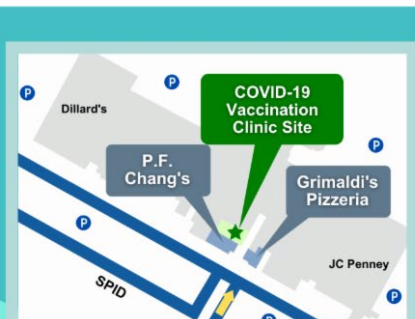 P
P
COVID-19
Vaccination
Clinic Site
Dillard's
P
P.F.
Chang's
Grimaldi's
Pizzeria
P
JC Penney
SPID
P
P